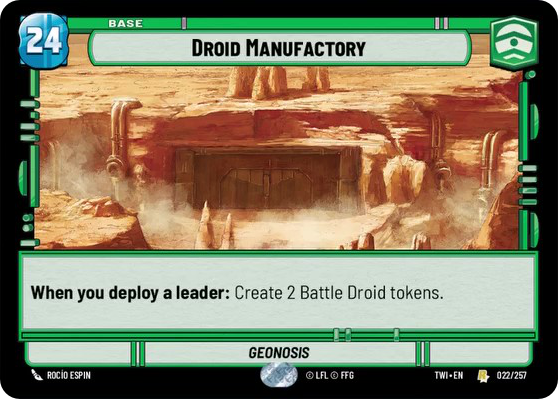 24
BASE
DROID MANUFACTORY
When you deploy a leader: Create 2 Battle Droid tokens.
GEONOSIS
ROCÍO ESPIN
© LFL © FFG
TWI•EN
022/257